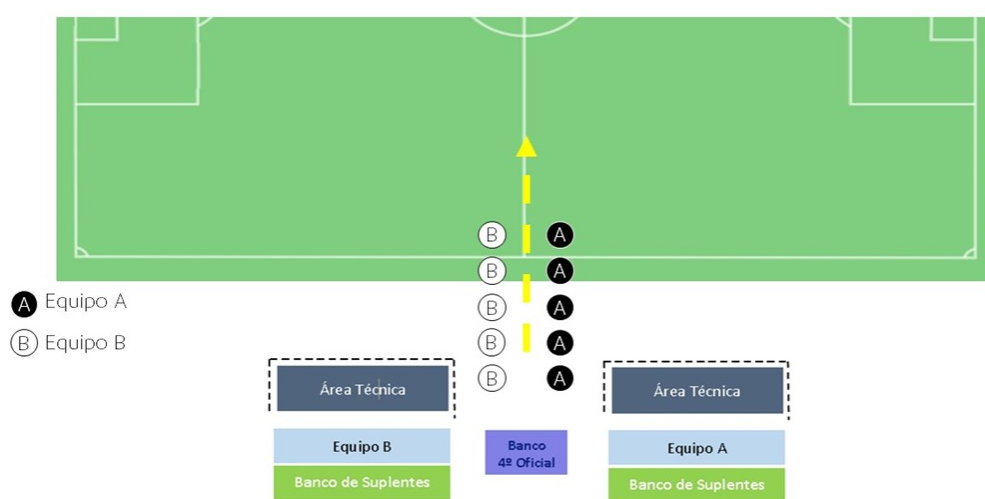 B A
B A
A Equipo A
B A
B Equipo B
B A
B A
Área Técnica
Área Técnica
Equipo B
Banco
4º Oficial
Equipo A
Banco de Suplentes
Banco de Suplentes